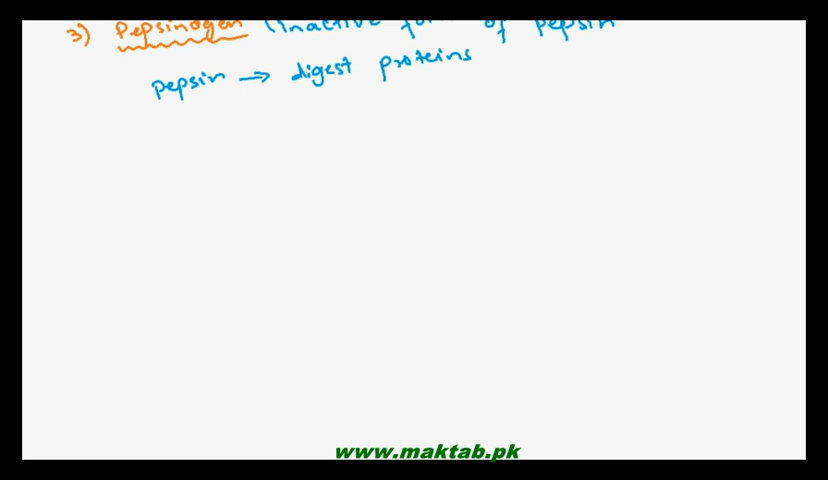 3) Pepsinogen (inactive form of pepsin
pepsin → digest proteins
www.maktab.pk